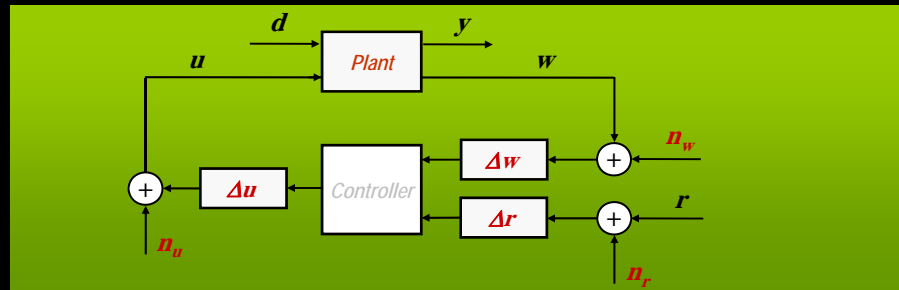 d
y
u
Plant
w
n_w
Δw
+
Δu
Controller
+
r
Δr
+
n_u
n_r